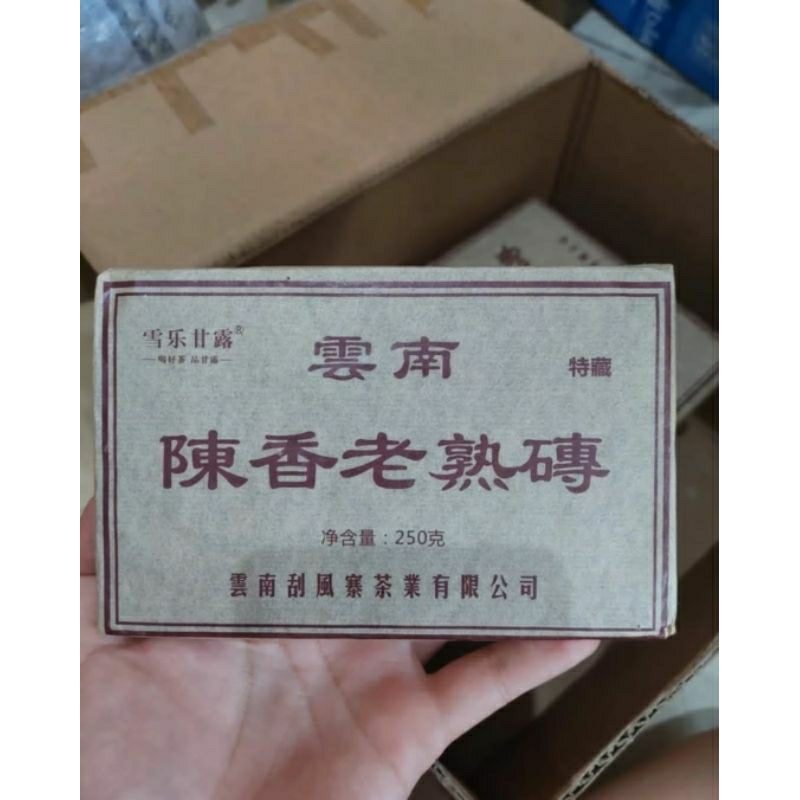 雪乐甘露®
—喝好茶 品甘露—
雲南
特藏
陳香老熟磚
净含量：250克
雲南刮風寨茶業有限公司